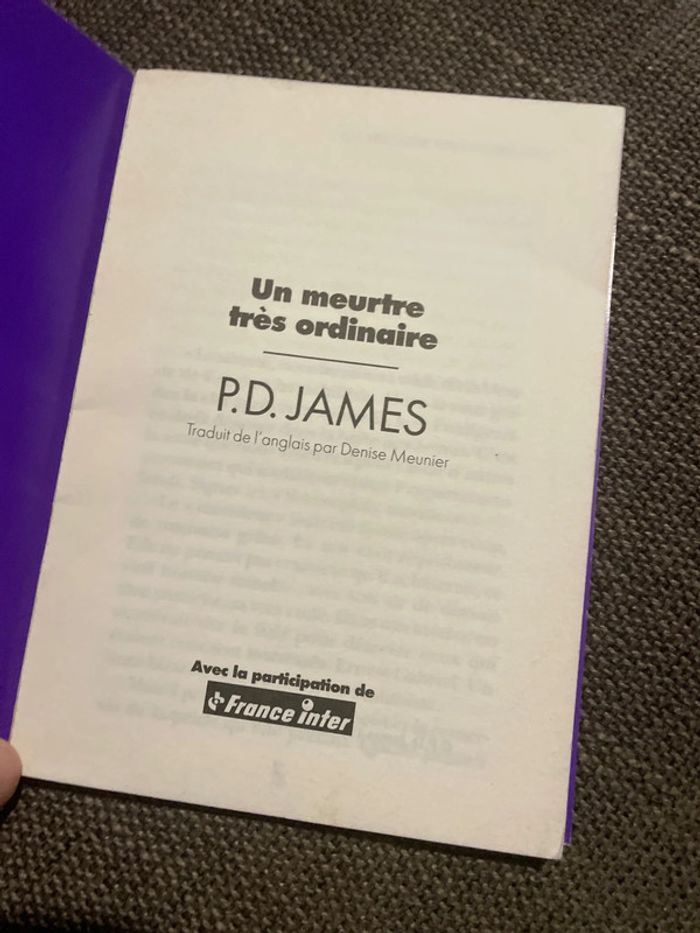 Un meurtre
très ordinaire
P.D. JAMES
Traduit de l'anglais par Denise Meunier
Avec la participation de
France inter